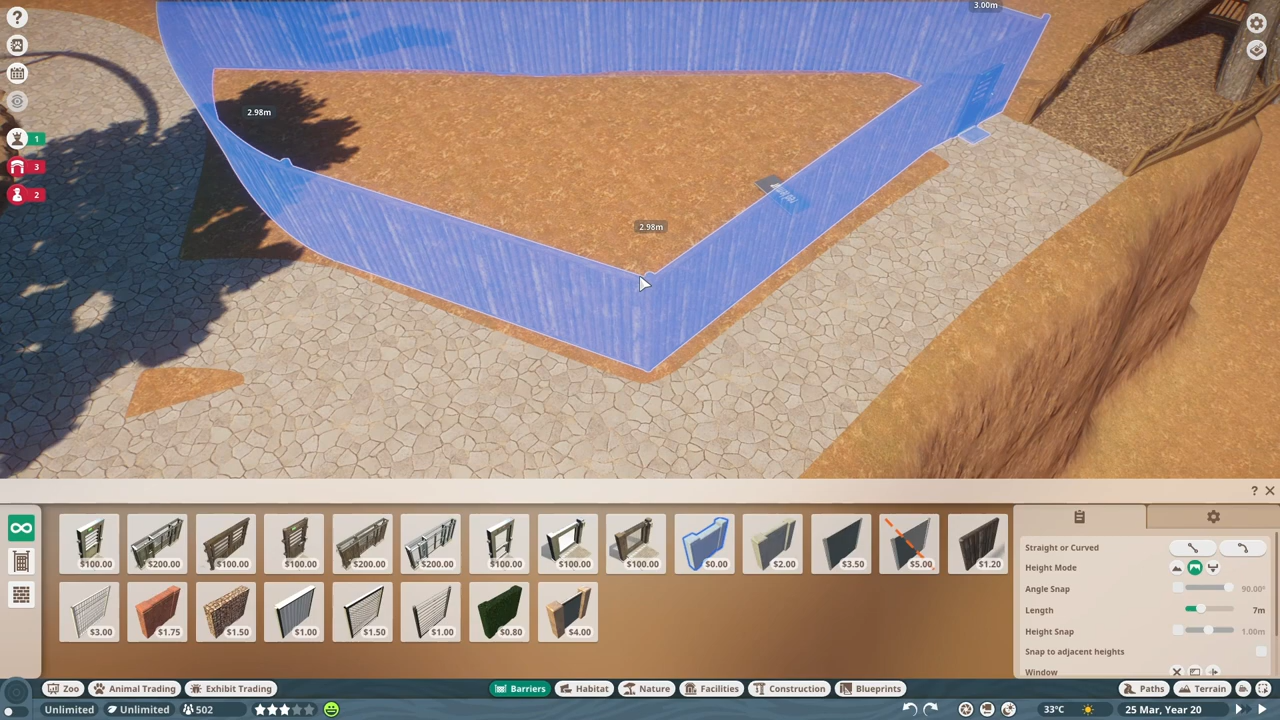 3.00m
?
2.98m
1
3
2
2.98m
?
$100.00
$200.00
$100.00
$100.00
$200.00
$200.00
$100.00
$100.00
$100.00
$0.00
$2.00
$3.50
$5.00
$1.20
$3.00
$1.75
$1.50
$1.00
$1.50
$1.00
$0.80
$4.00
Straight or Curved
Height Mode
Angle Snap 90.00°
Length 7m
Height Snap 1.00m
Snap to adjacent heights
Window
Zoo Animal Trading Exhibit Trading Barriers Habitat Nature Facilities Construction Blueprints Paths Terrain
Unlimited Unlimited 502 33°C 25 Mar, Year 20